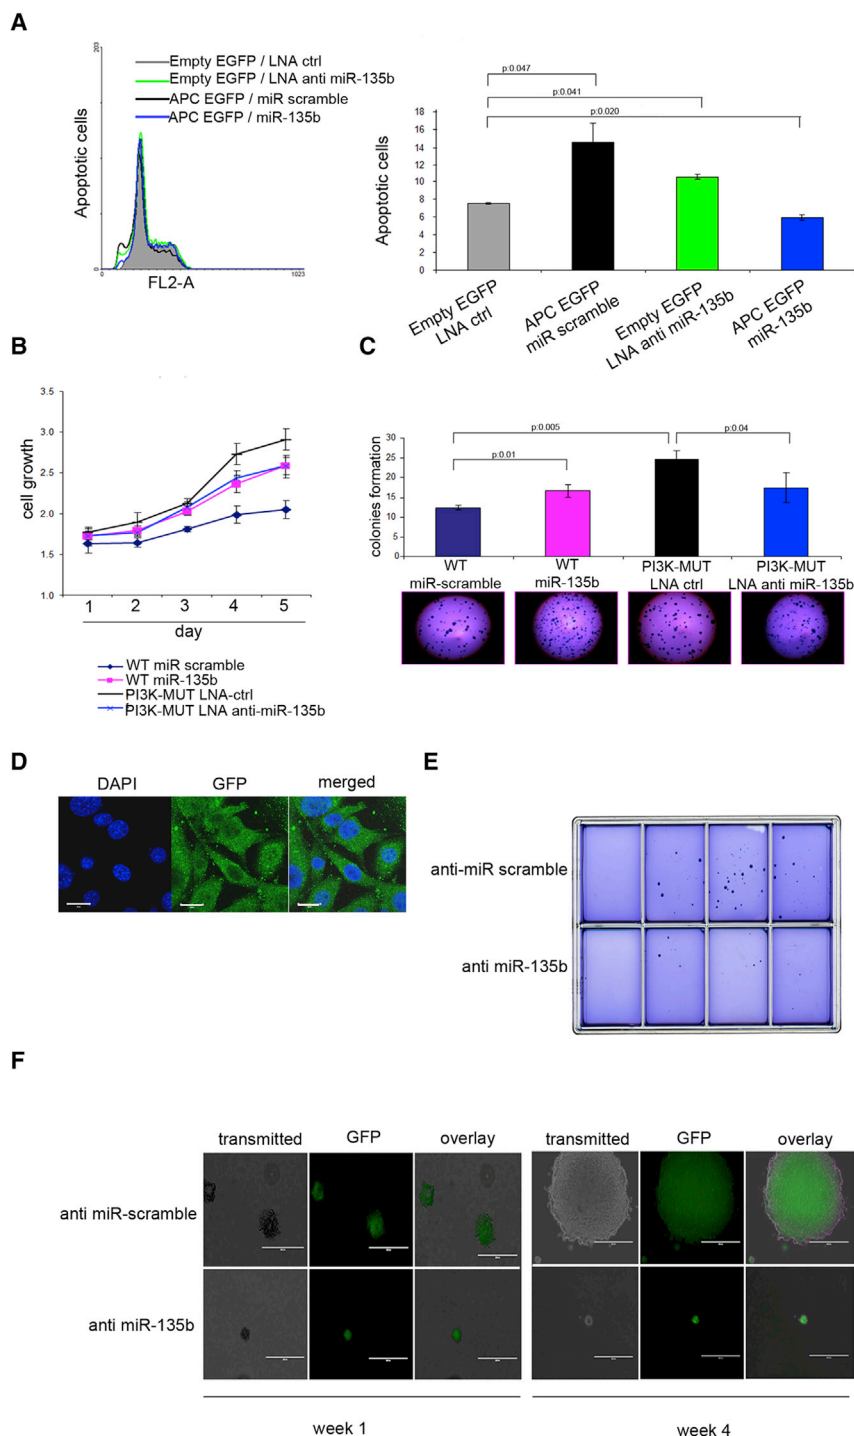 A
Empty EGFP / LNA ctrl
Empty EGFP / LNA anti miR-135b
APC EGFP / miR scramble
APC EGFP / miR-135b
203
Apoptotic cells
0
0
1023
FL2-A
p:0.047
p:0.041
p:0.020
Apoptotic cells
18
16
14
12
10
8
6
4
2
0
Empty EGFP
LNA ctrl
APC EGFP
miR scramble
Empty EGFP
LNA anti miR-135b
APC EGFP
miR-135b
B
cell growth
3.5
3.0
2.5
2.0
1.5
1.0
1 2 3 4 5
day
WT miR scramble
WT miR-135b
PI3K-MUT LNA-ctrl
PI3K-MUT LNA anti-miR-135b
C
colonies formation
30
25
20
15
10
5
0
p:0.005
p:0.01
p:0.04
WT
miR-scramble
WT
miR-135b
PI3K-MUT
LNA ctrl
PI3K-MUT
LNA anti miR-135b
D
DAPI GFP merged
E
anti-miR scramble
anti miR-135b
F
transmitted GFP overlay transmitted GFP overlay
anti miR-scramble
anti miR-135b
week 1 week 4